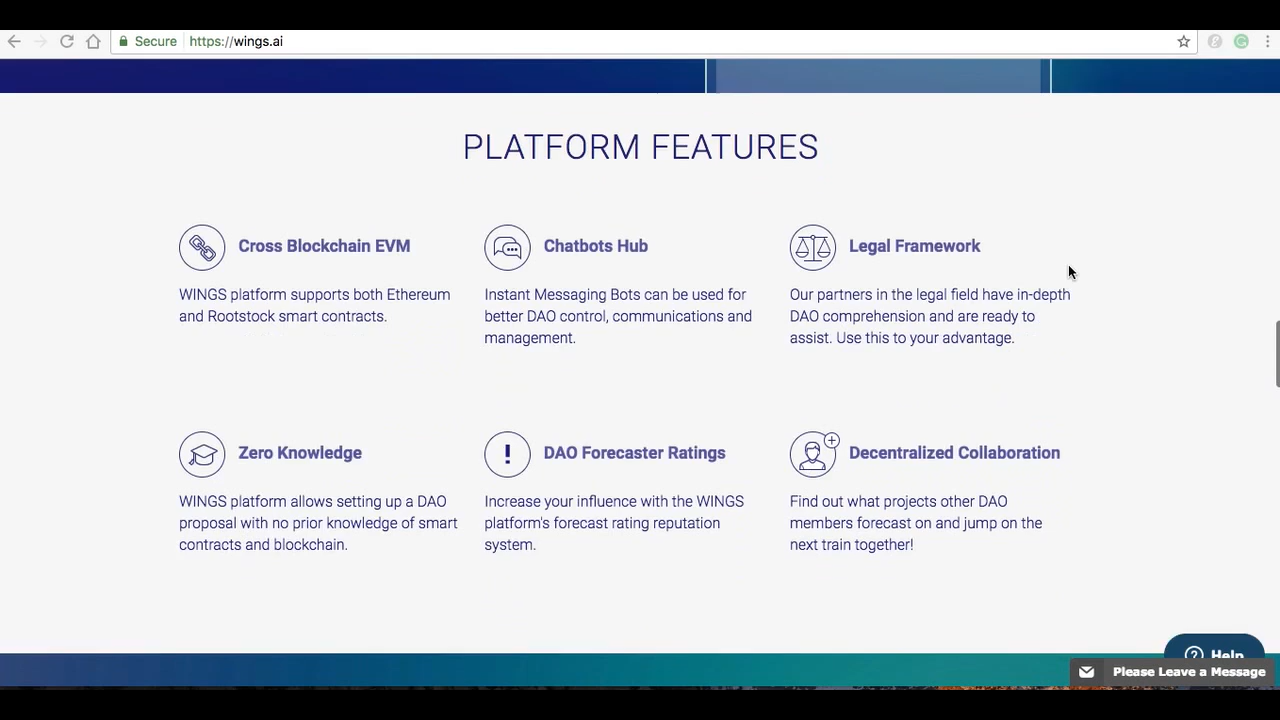 Secure https://wings.ai
PLATFORM FEATURES
Cross Blockchain EVM
WINGS platform supports both Ethereum
and Rootstock smart contracts.
Chatbots Hub
Instant Messaging Bots can be used for
better DAO control, communications and
management.
Legal Framework
Our partners in the legal field have in-depth
DAO comprehension and are ready to
assist. Use this to your advantage.
Zero Knowledge
WINGS platform allows setting up a DAO
proposal with no prior knowledge of smart
contracts and blockchain.
DAO Forecaster Ratings
Increase your influence with the WINGS
platform's forecast rating reputation
system.
Decentralized Collaboration
Find out what projects other DAO
members forecast on and jump on the
next train together!
Help
Please Leave a Message